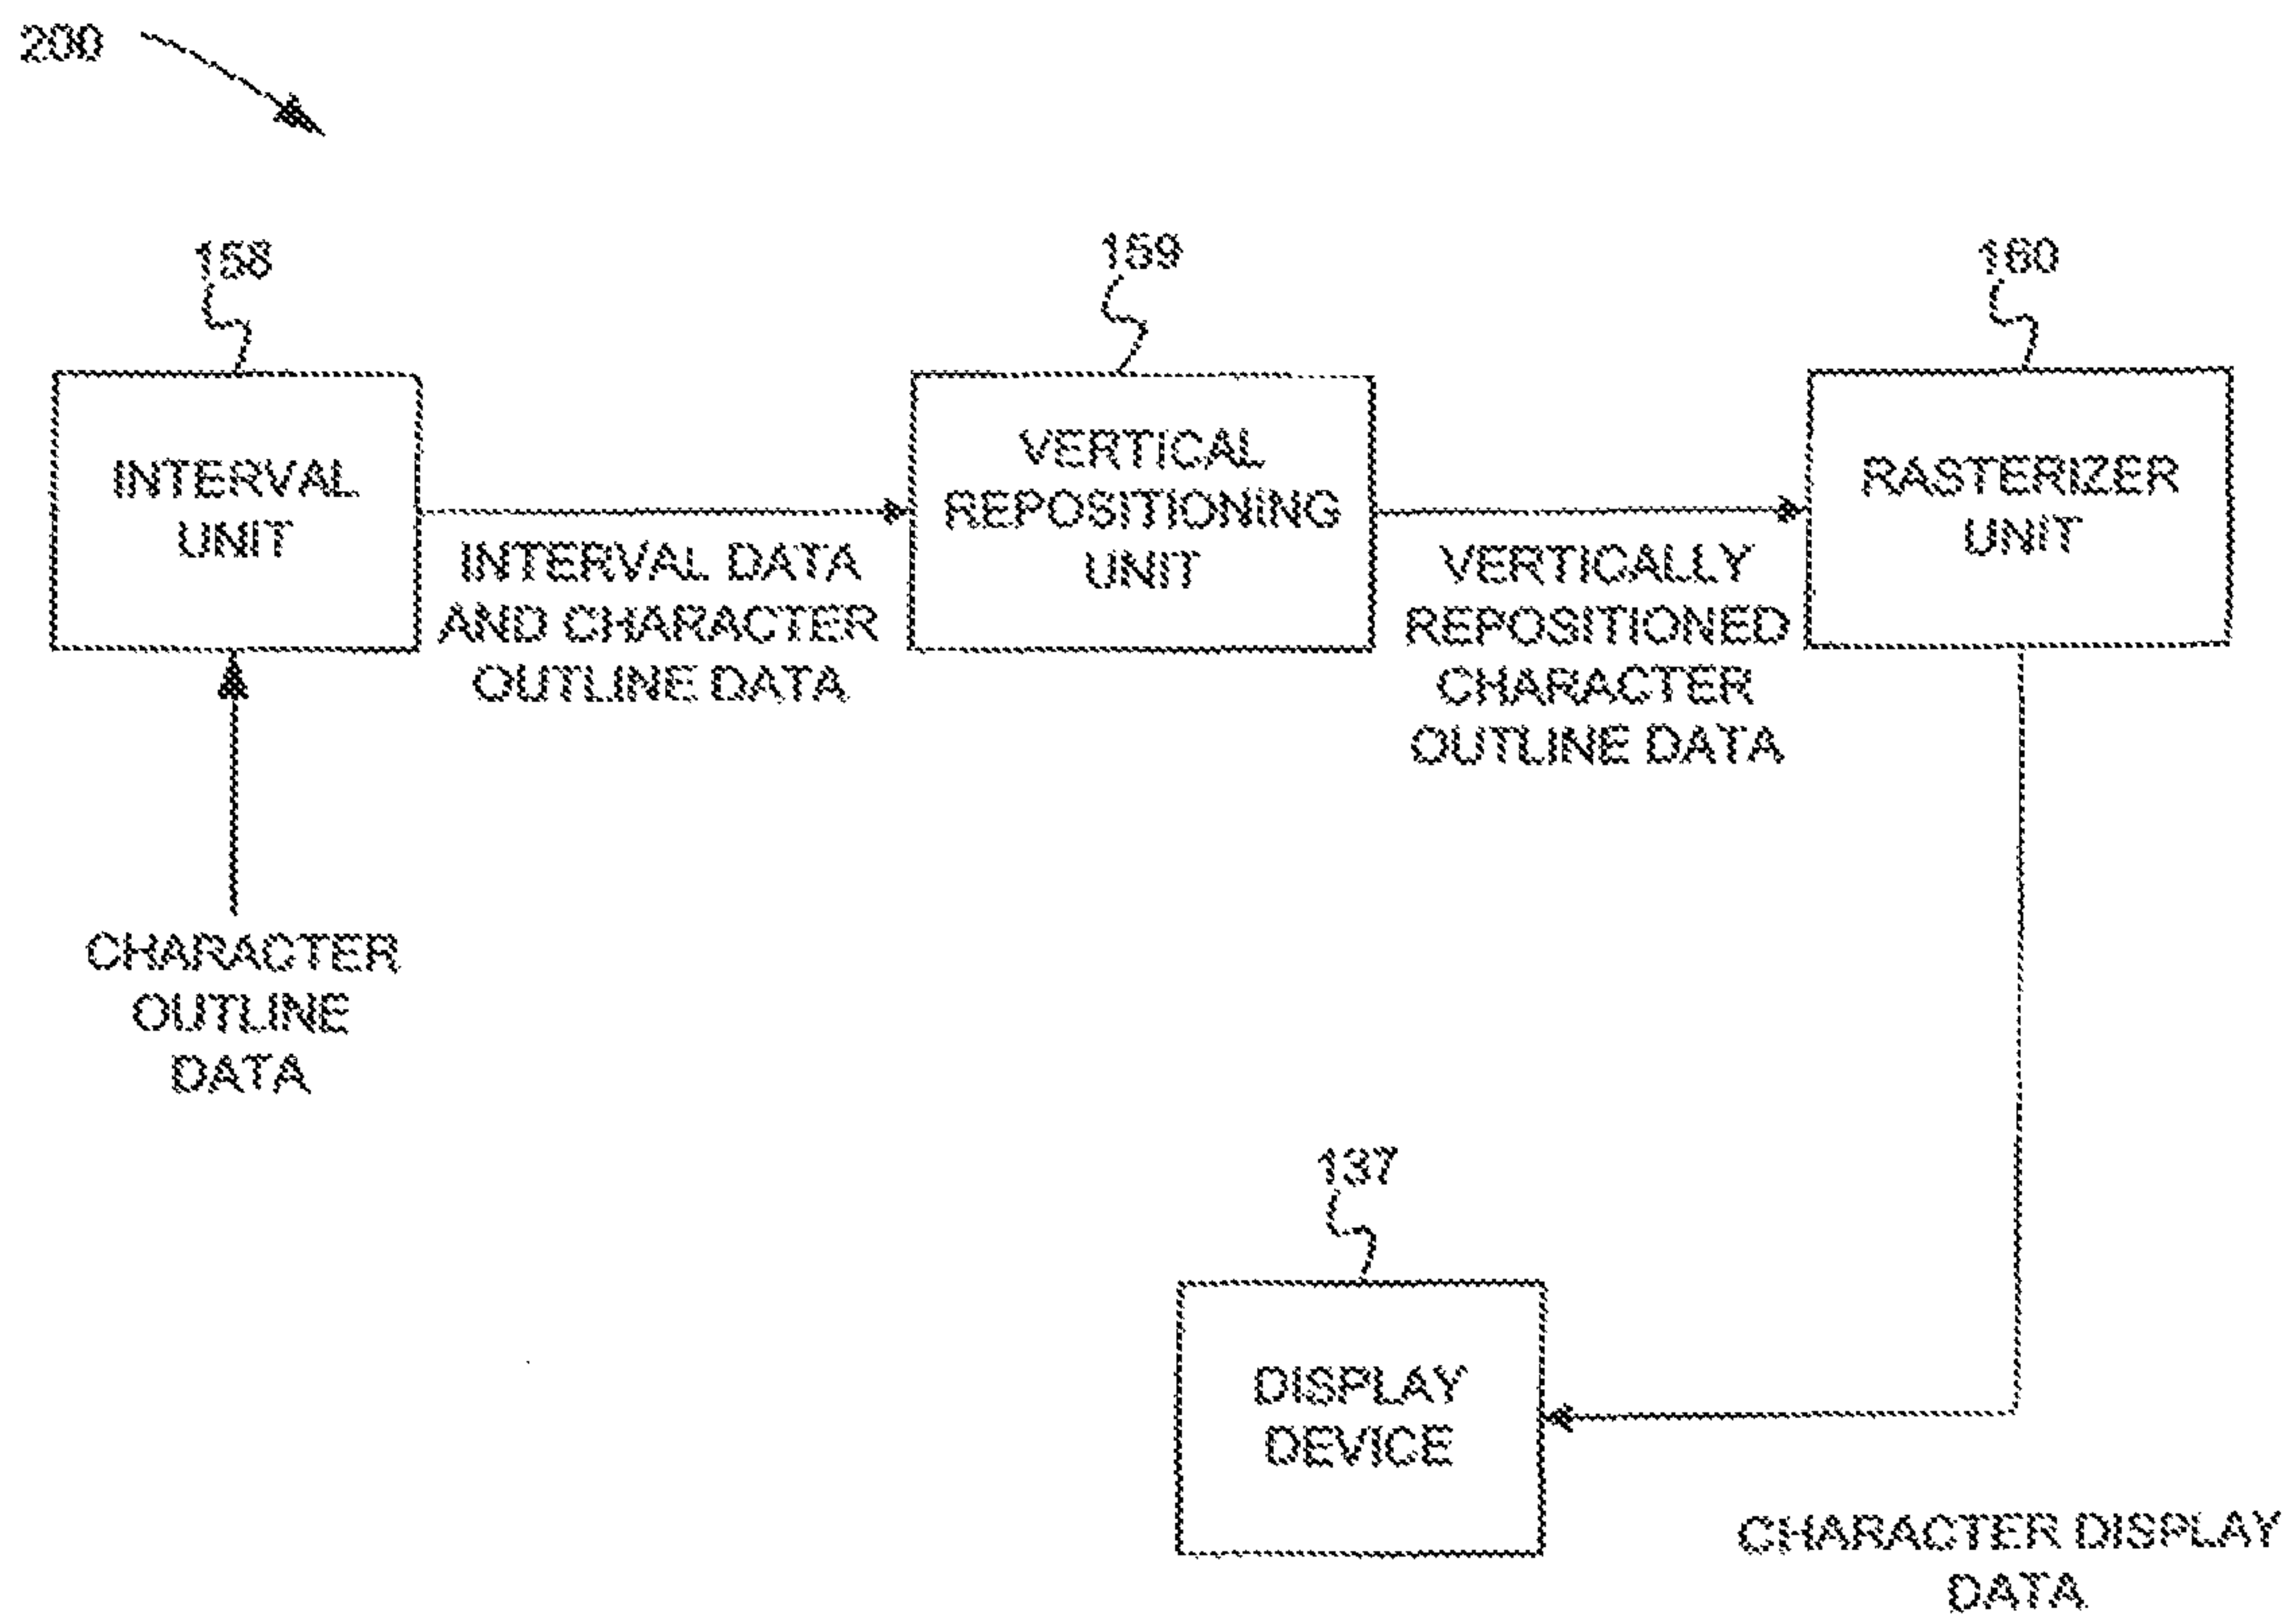 200
158
INTERVAL
UNIT
INTERVAL DATA
AND CHARACTER
OUTLINE DATA
159
VERTICAL
REPOSITIONING
UNIT
VERTICALLY
REPOSITIONED
CHARACTER
OUTLINE DATA
160
RASTERIZER
UNIT
CHARACTER
OUTLINE
DATA
137
DISPLAY
DEVICE
CHARACTER DISPLAY
DATA